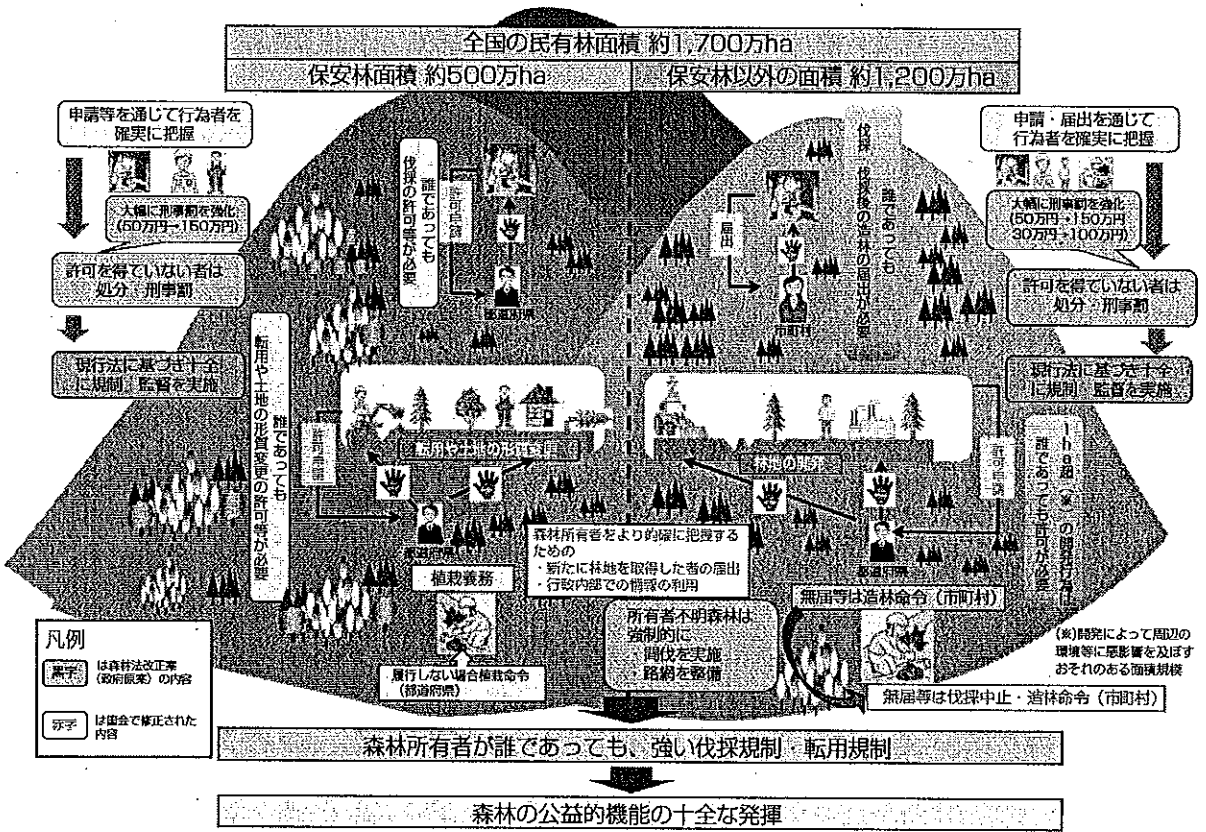 全国の民有林面積 約1,700万ha
保安林面積 約500万ha
保安林以外の面積 約1,200万ha
申請等を通じて行為者を
確実に把握
大幅に刑事罰を強化
(50万円→150万円)
許可を得ていない者は
処分・刑事罰
現行法に基づき十全
に規制・監督を実施
誰であっても
伐採の許可等が必要
許可申請
都道府県
誰であっても
転用や土地の形質変更の許可等が必要
許可申請
転用や土地の形質変更
都道府県
植栽義務
履行しない場合植栽命令
(都道府県)
誰であっても
伐採・伐採後の造林の届出が必要
届出
市町村
申請・届出を通じて
行為者を確実に把握
大幅に刑事罰を強化
(50万円→150万円
30万円→100万円)
許可を得ていない者は
処分・刑事罰
現行法に基づき十全
に規制・監督を実施
林地の開発
許可申請
都道府県
1ha超(※)の開発行為は
誰であっても許可が必要
森林所有者をより的確に把握する
ための
・新たに林地を取得した者の届出
・行政内部での情報の利用
所有者不明森林は
強制的に
・間伐を実施
・路網を整備
無届等は造林命令(市町村)
無届等は伐採中止・造林命令(市町村)
(※)開発によって周辺の
環境等に悪影響を及ぼす
おそれのある面積規模
凡例
黒字 は森林法改正案
(政府原案)の内容
赤字 は国会で修正された
内容
森林所有者が誰であっても、強い伐採規制・転用規制
森林の公益的機能の十全な発揮